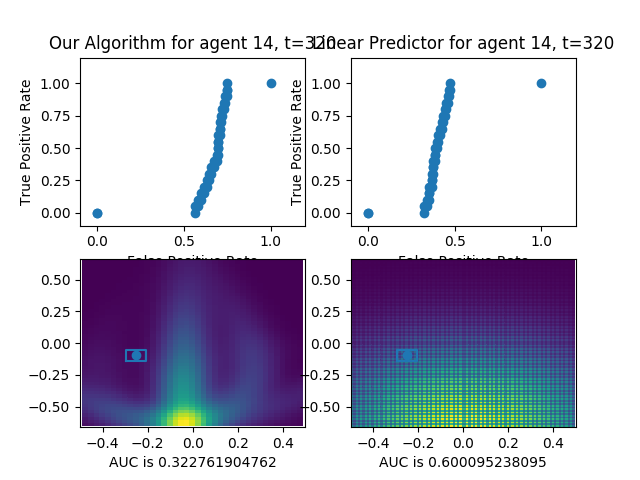 Our Algorithm for agent 14, t=320
Linear Predictor for agent 14, t=320
True Positive Rate
1.00
0.75
0.50
0.25
0.00
0.0 0.5 1.0
False Positive Rate
True Positive Rate
1.00
0.75
0.50
0.25
0.00
0.0 0.5 1.0
False Positive Rate
0.50
0.25
0.00
−0.25
−0.50
−0.4 −0.2 0.0 0.2 0.4
AUC is 0.322761904762
0.50
0.25
0.00
−0.25
−0.50
−0.4 −0.2 0.0 0.2 0.4
AUC is 0.600095238095